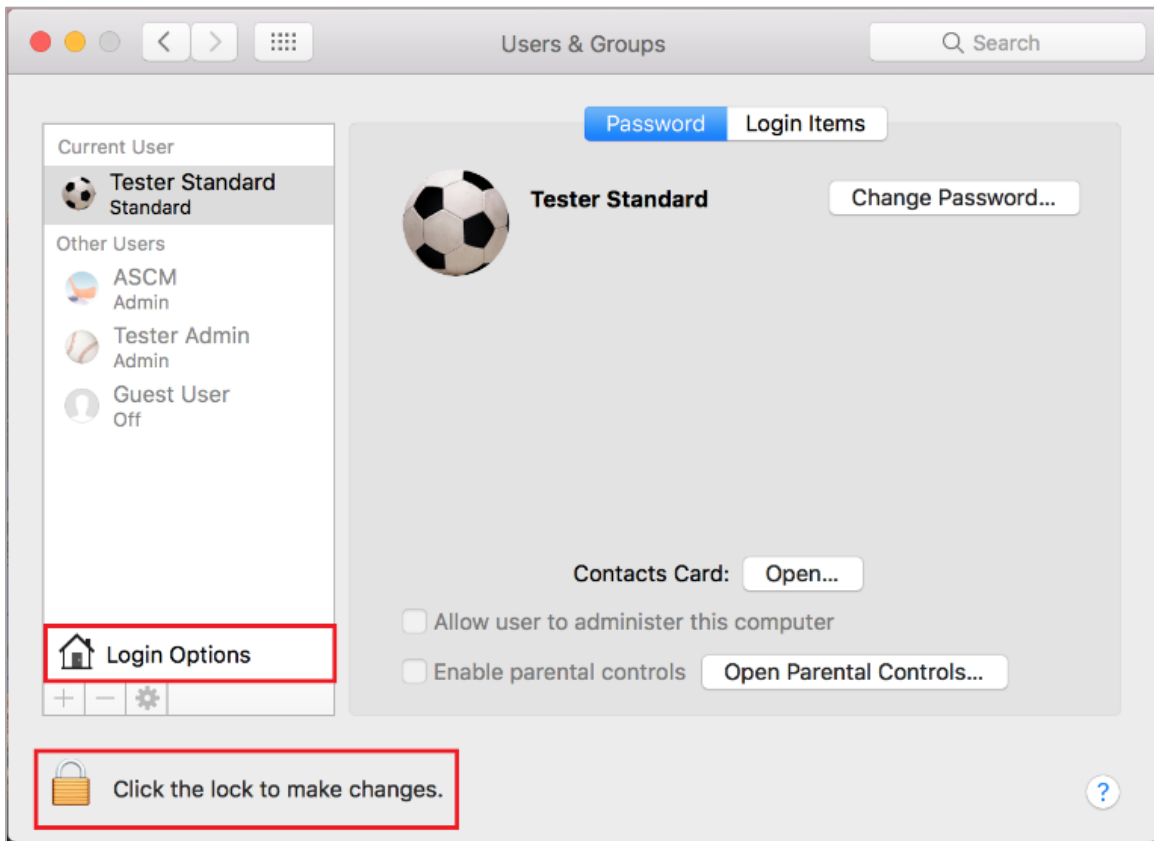 Users & Groups
Search
Password
Login Items
Current User
Tester Standard
Standard
Other Users
ASCM
Admin
Tester Admin
Admin
Guest User
Off
Login Options
Tester Standard
Change Password...
Contacts Card:
Open...
Allow user to administer this computer
Enable parental controls
Open Parental Controls...
Click the lock to make changes.
?